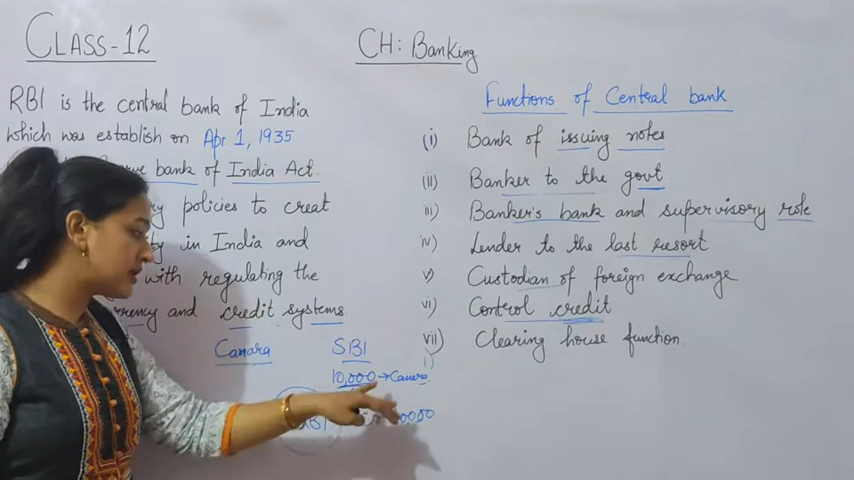 CLASS-12
CH: Banking
RBI is the central bank of India
which was establish on Apr 1, 1935
bank of India Act.
policies to creat
in India and
with regulating the
and credit systems.
Canara
SBI
10,000 → Canara
Functions of Central bank
(i) Bank of issuing notes
(ii) Banker to the govt.
iii) Banker's bank and supervisory role
iv) Lender to the last resort
v) Custodian of foreign exchange
vi) Control credit
vii) Clearing house function.